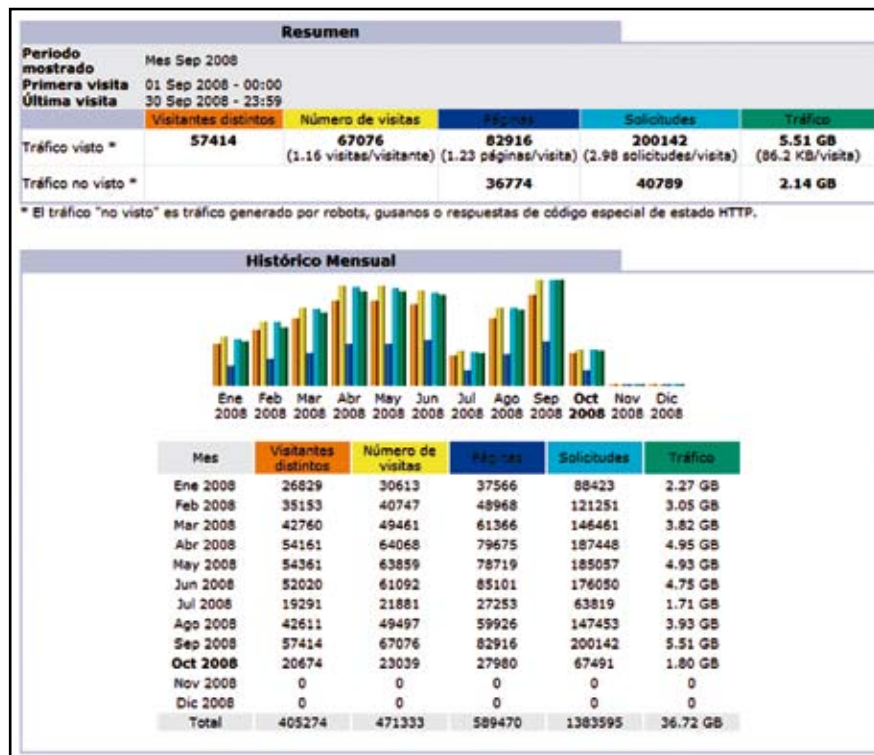 Resumen
Periodo mostrado Mes Sep 2008
Primera visita 01 Sep 2008 - 00:00
Última visita 30 Sep 2008 - 23:59
Visitantes distintos Número de visitas Páginas Solicitudes Tráfico
Tráfico visto * 57414 67076 82916 200142 5.51 GB
(1.16 visitas/visitante) (1.23 páginas/visita) (2.98 solicitudes/visita) (86.2 KB/visita)
Tráfico no visto * 36774 40789 2.14 GB
* El tráfico "no visto" es tráfico generado por robots, gusanos o respuestas de código especial de estado HTTP.
Histórico Mensual
Ene Feb Mar Abr May Jun Jul Ago Sep Oct Nov Dic
2008 2008 2008 2008 2008 2008 2008 2008 2008 2008 2008 2008
Mes Visitantes distintos Número de visitas Páginas Solicitudes Tráfico
Ene 2008 26829 30613 37566 88423 2.27 GB
Feb 2008 35153 40747 48968 121251 3.05 GB
Mar 2008 42760 49461 61366 146461 3.82 GB
Abr 2008 54161 64068 79675 187448 4.95 GB
May 2008 54361 63859 78719 185057 4.93 GB
Jun 2008 52020 61092 85101 176050 4.75 GB
Jul 2008 19291 21881 27253 63819 1.71 GB
Ago 2008 42611 49497 59926 147453 3.93 GB
Sep 2008 57414 67076 82916 200142 5.51 GB
Oct 2008 20674 23039 27980 67491 1.80 GB
Nov 2008 0 0 0 0 0
Dic 2008 0 0 0 0 0
Total 405274 471333 589470 1383595 36.72 GB